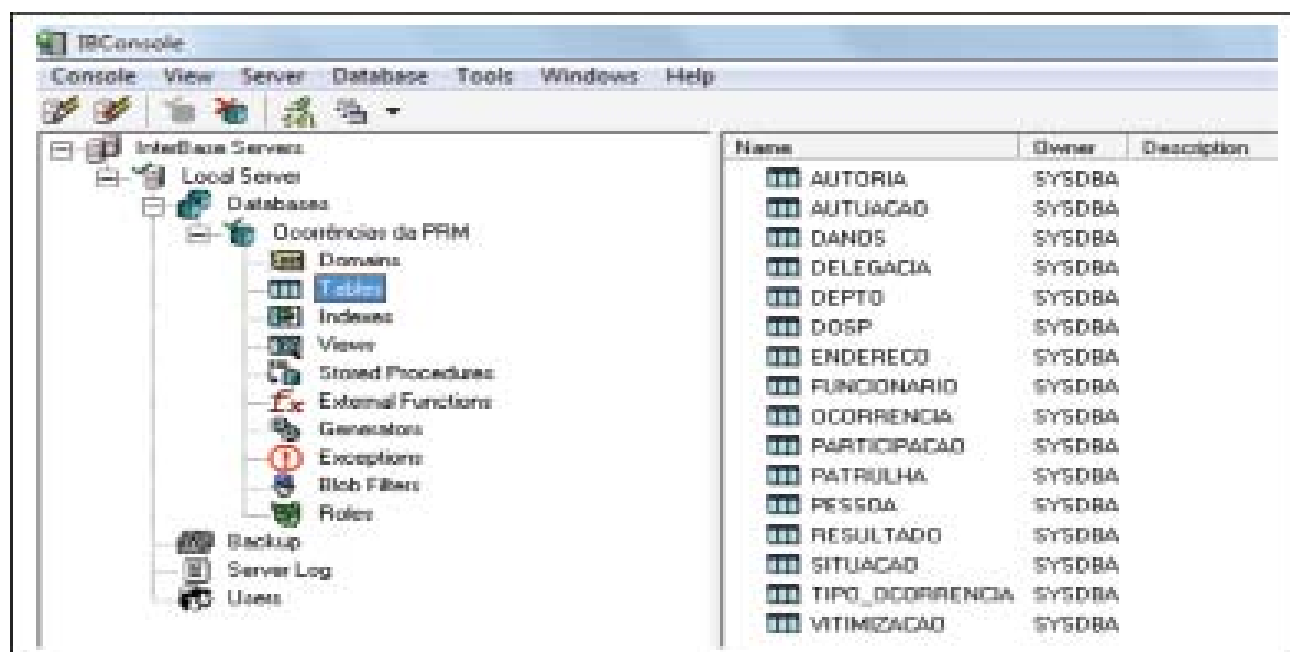 IBConsole
Console View Server Database Tools Windows Help
InterBase Servers
Local Server
Databases
Ocorrências da PRM
Domains
Tables
Indexes
Views
Stored Procedures
External Functions
Generators
Exceptions
Blob Filters
Roles
Backup
Server Log
Users
Name Owner Description
AUTORIA SYSDBA
AUTUACAO SYSDBA
DANOS SYSDBA
DELEGACIA SYSDBA
DEPTO SYSDBA
DOSP SYSDBA
ENDERECO SYSDBA
FUNCIONARIO SYSDBA
OCORRENCIA SYSDBA
PARTICIPACAO SYSDBA
PATRULHA SYSDBA
PESSOA SYSDBA
RESULTADO SYSDBA
SITUACAO SYSDBA
TIPO_OCORRENCIA SYSDBA
VITIMIZACAO SYSDBA